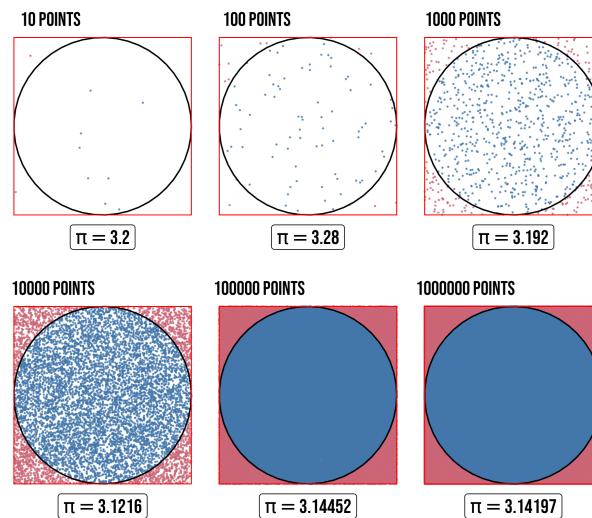 10 POINTS
100 POINTS
1000 POINTS
π = 3.2
π = 3.28
π = 3.192
10000 POINTS
100000 POINTS
1000000 POINTS
π = 3.1216
π = 3.14452
π = 3.14197